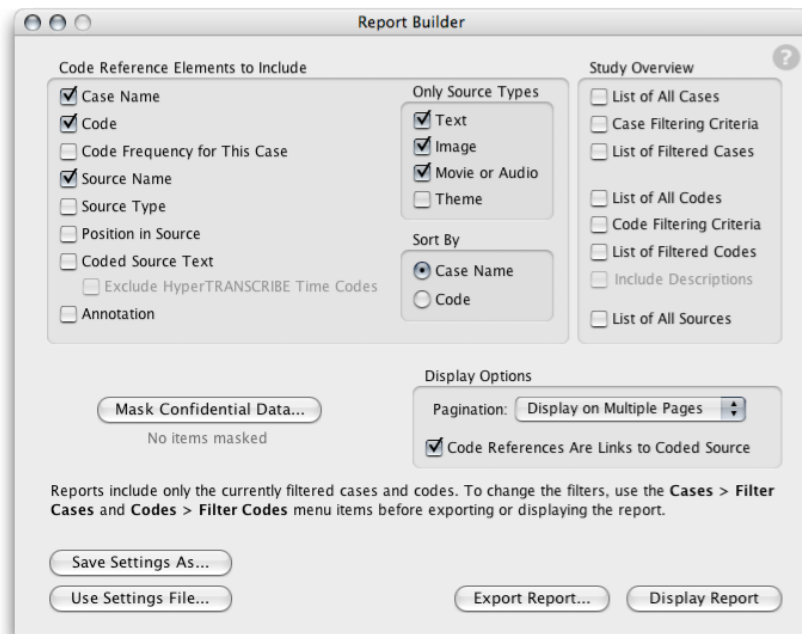 Report Builder
?
Code Reference Elements to Include
Case Name
Code
Code Frequency for This Case
Source Name
Source Type
Position in Source
Coded Source Text
Exclude HyperTRANSCRIBE Time Codes
Annotation
Only Source Types
Text
Image
Movie or Audio
Theme
Sort By
Case Name
Code
Study Overview
List of All Cases
Case Filtering Criteria
List of Filtered Cases
List of All Codes
Code Filtering Criteria
List of Filtered Codes
Include Descriptions
List of All Sources
Mask Confidential Data...
No items masked
Display Options
Pagination: Display on Multiple Pages
Code References Are Links to Coded Source
Reports include only the currently filtered cases and codes. To change the filters, use the Cases > Filter
Cases and Codes > Filter Codes menu items before exporting or displaying the report.
Save Settings As...
Use Settings File...
Export Report...
Display Report